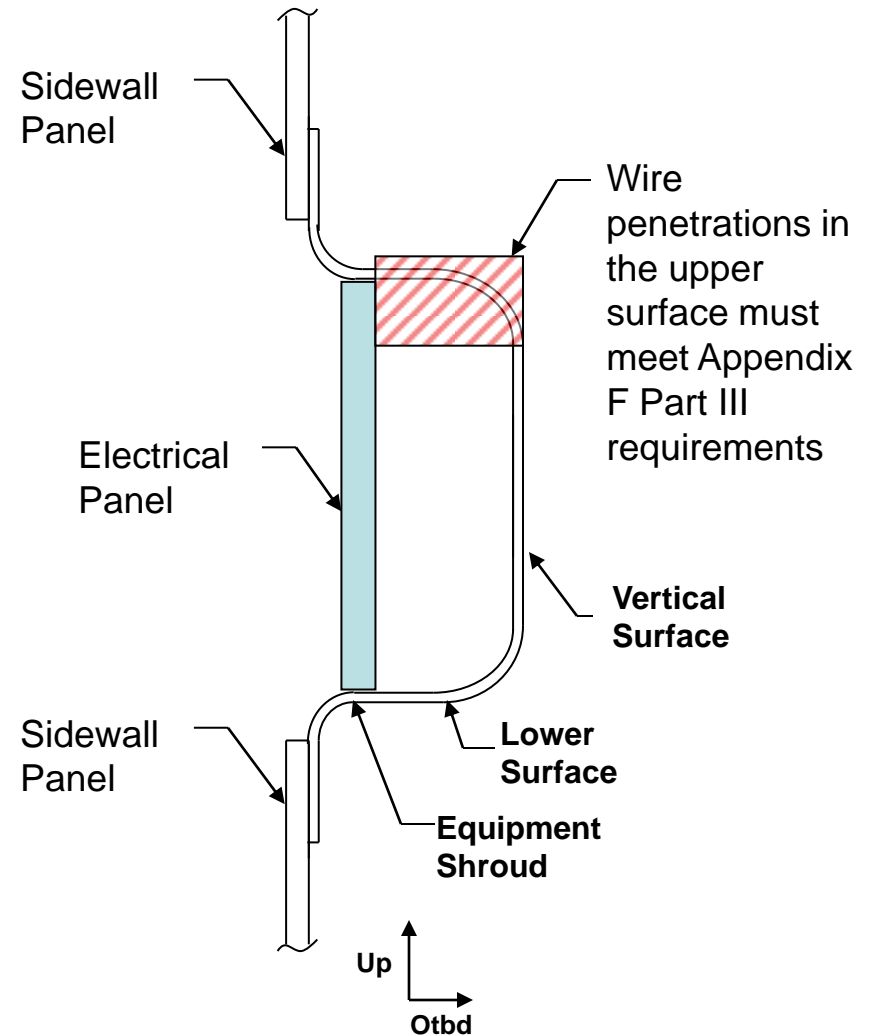 Sidewall
Panel
Wire
penetrations in
the upper
surface must
meet Appendix
F Part III
requirements
Electrical
Panel
Vertical
Surface
Sidewall
Panel
Lower
Surface
Equipment
Shroud
Up
Otbd